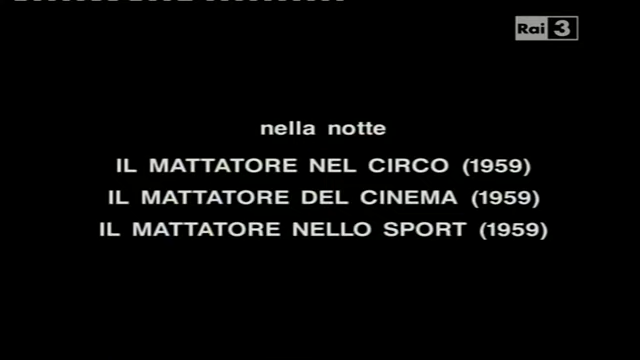 Rai 3
nella notte
IL MATTATORE NEL CIRCO (1959)
IL MATTATORE DEL CINEMA (1959)
IL MATTATORE NELLO SPORT (1959)